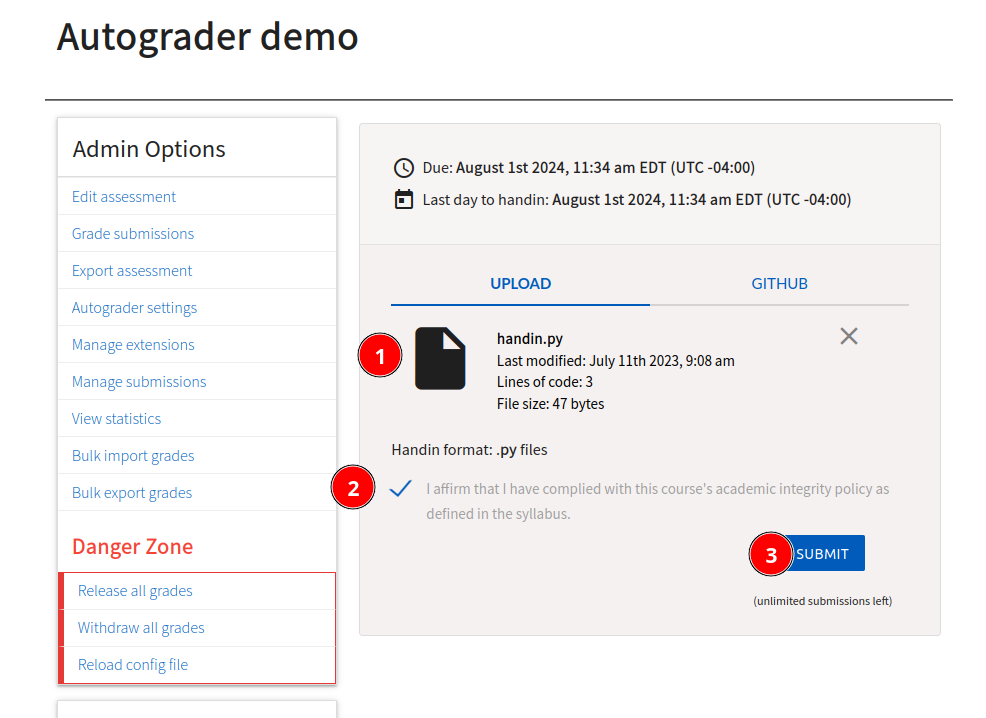 Autograder demo
Admin Options
Edit assessment
Grade submissions
Export assessment
Autograder settings
Manage extensions
Manage submissions
View statistics
Bulk import grades
Bulk export grades
Danger Zone
Release all grades
Withdraw all grades
Reload config file
Due: August 1st 2024, 11:34 am EDT (UTC -04:00)
Last day to handin: August 1st 2024, 11:34 am EDT (UTC -04:00)
UPLOAD GITHUB
1
handin.py
Last modified: July 11th 2023, 9:08 am
Lines of code: 3
File size: 47 bytes
Handin format: .py files
2
I affirm that I have complied with this course's academic integrity policy as
defined in the syllabus.
3 SUBMIT
(unlimited submissions left)